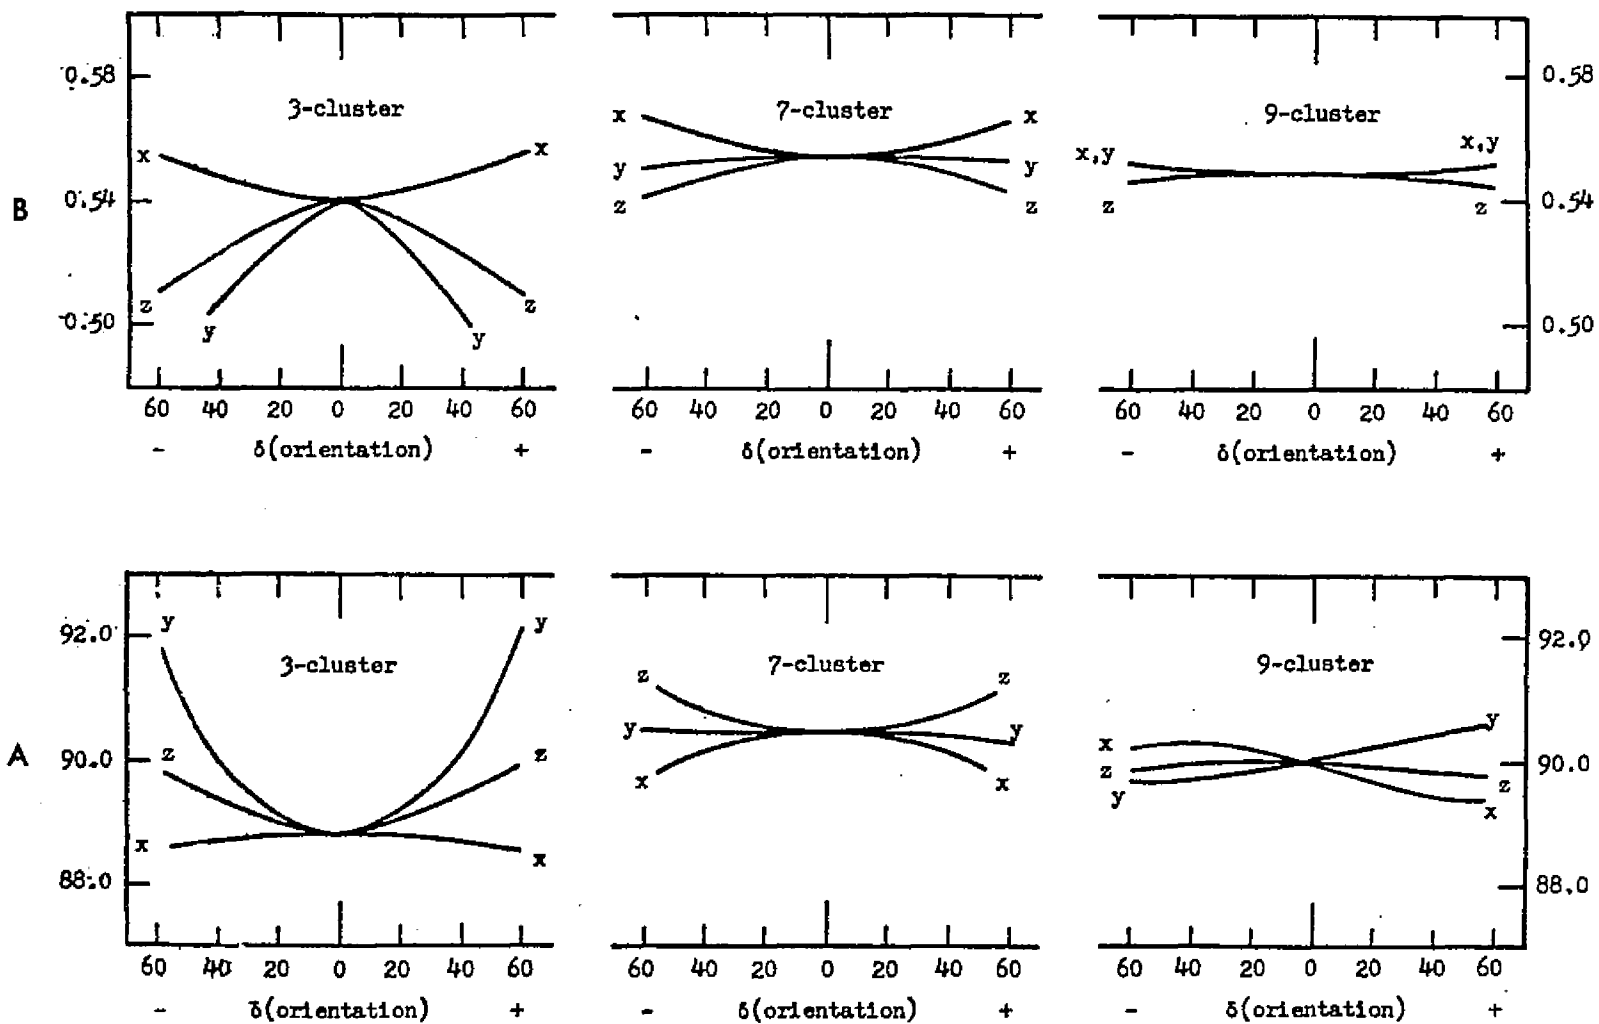 0.58
3-cluster
7-cluster
9-cluster
0.58
x
x
x
x
x,y
x,y
y
y
B
0.54
z
z
z
z
0.54
z
z
0.50
y
y
0.50
60 40 20 0 20 40 60
60 40 20 0 20 40 60
60 40 20 0 20 40 60
- δ(orientation) +
- δ(orientation) +
- δ(orientation) +
y
y
92.0
3-cluster
7-cluster
9-cluster
92.0
z
z
z
z
y
y
x
y
A
90.0
90.0
x
x
x
x
z
z
y
x
88.0
88.0
60 40 20 0 20 40 60
60 40 20 0 20 40 60
60 40 20 0 20 40 60
- δ(orientation) +
- δ(orientation) +
- δ(orientation) +